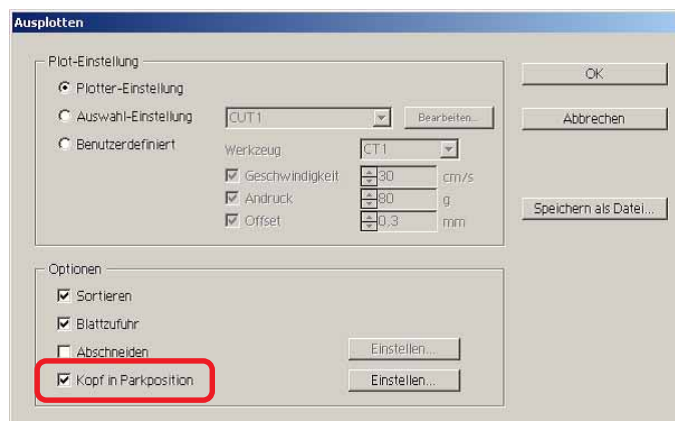 Ausplotten
Plot-Einstellung
Plotter-Einstellung
OK
Auswahl-Einstellung CUT1 Bearbeiten... Abbrechen
Benutzerdefiniert
Werkzeug CT1
Geschwindigkeit 30 cm/s
Andruck 80 g
Speichern als Datei...
Offset 0,3 mm
Optionen
Sortieren
Blattzufuhr
Abschneiden Einstellen...
Kopf in Parkposition Einstellen...